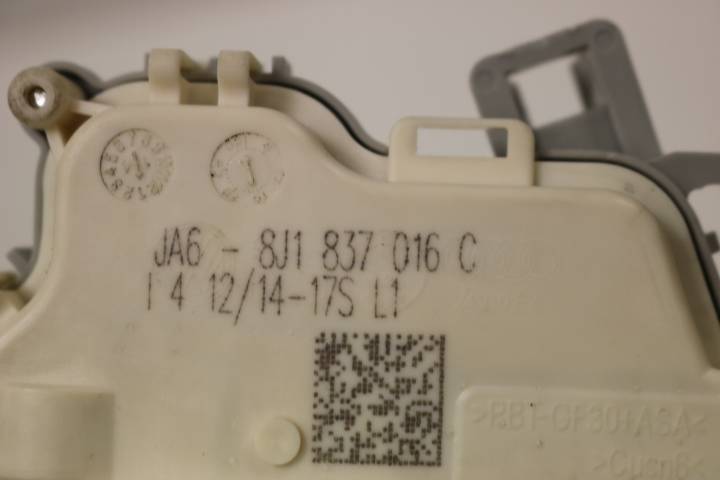 JA6 - 8J1 837 016 C
I 4 12/14-17S L1
>PBT-GF30!ASA<